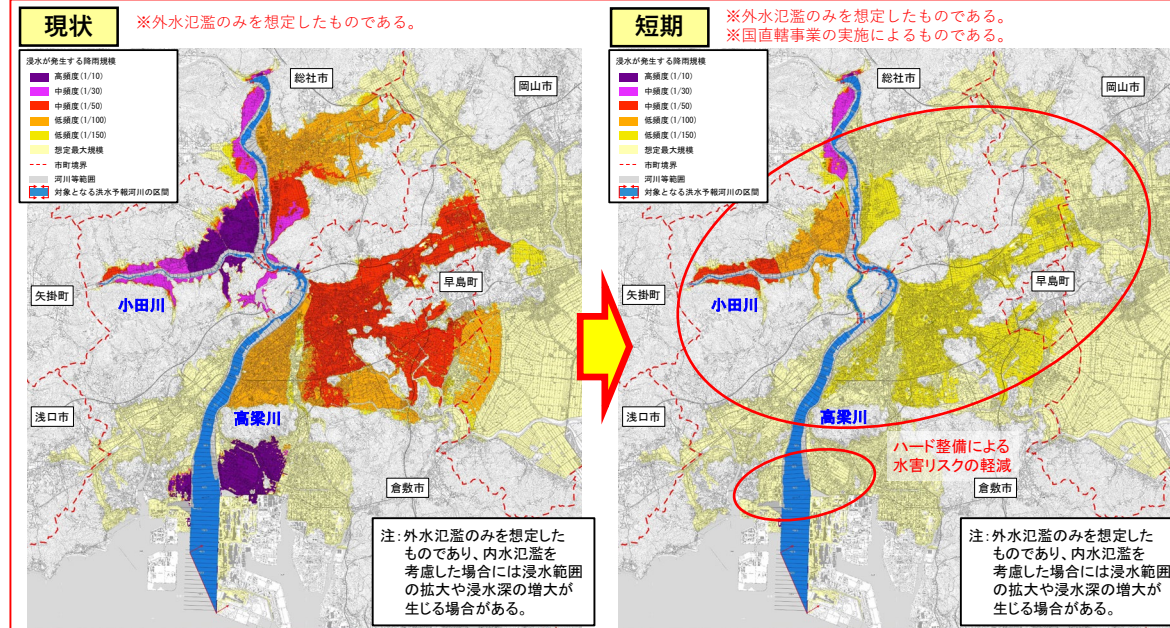 現状
※外水氾濫のみを想定したものである。
浸水が発生する降雨規模
高頻度(1/10)
中頻度(1/30)
中頻度(1/50)
低頻度(1/100)
低頻度(1/150)
想定最大規模
市町境界
河川等範囲
対象となる洪水予報河川の区間
総社市
岡山市
矢掛町
小田川
早島町
浅口市
高梁川
倉敷市
注:外水氾濫のみを想定した
ものであり、内水氾濫を
考慮した場合には浸水範囲
の拡大や浸水深の増大が
生じる場合がある。
短期
※外水氾濫のみを想定したものである。
※国直轄事業の実施によるものである。
浸水が発生する降雨規模
高頻度(1/10)
中頻度(1/30)
中頻度(1/50)
低頻度(1/100)
低頻度(1/150)
想定最大規模
市町境界
河川等範囲
対象となる洪水予報河川の区間
総社市
岡山市
矢掛町
小田川
早島町
浅口市
高梁川
ハード整備による
水害リスクの軽減
倉敷市
注:外水氾濫のみを想定した
ものであり、内水氾濫を
考慮した場合には浸水範囲
の拡大や浸水深の増大が
生じる場合がある。